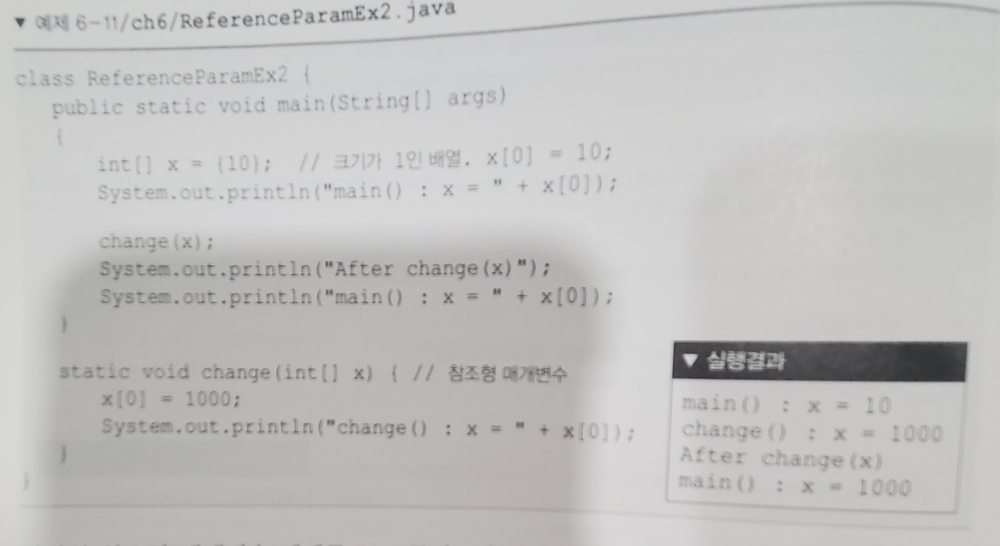 ▼ 예제 6-11/ch6/ReferenceParamEx2.java
class ReferenceParamEx2 {
public static void main(String[] args)
{
int[] x = {10}; // 크기가 1인 배열. x[0] = 10;
System.out.println("main() : x = " + x[0]);
change(x);
System.out.println("After change(x)");
System.out.println("main() : x = " + x[0]);
}
static void change(int[] x) { // 참조형 매개변수
x[0] = 1000;
System.out.println("change() : x = " + x[0]);
}
}
▼ 실행결과
main() : x = 10
change() : x = 1000
After change(x)
main() : x = 1000